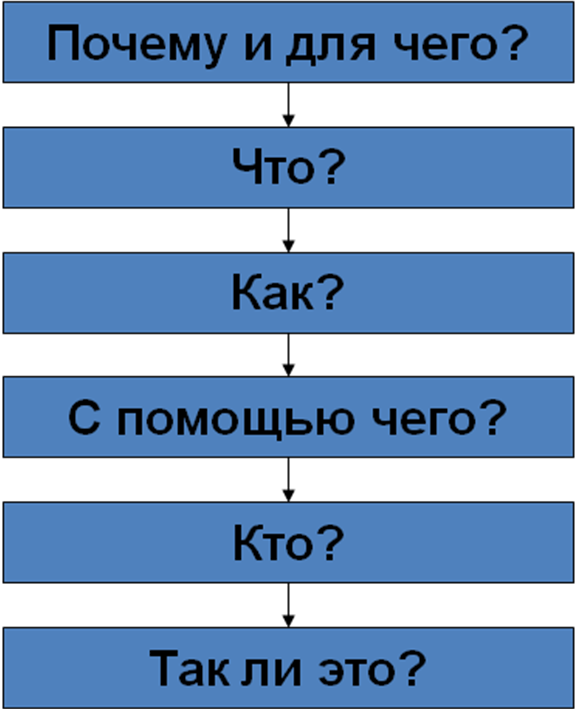 Почему и для чего?
Что?
Как?
С помощью чего?
Кто?
Так ли это?